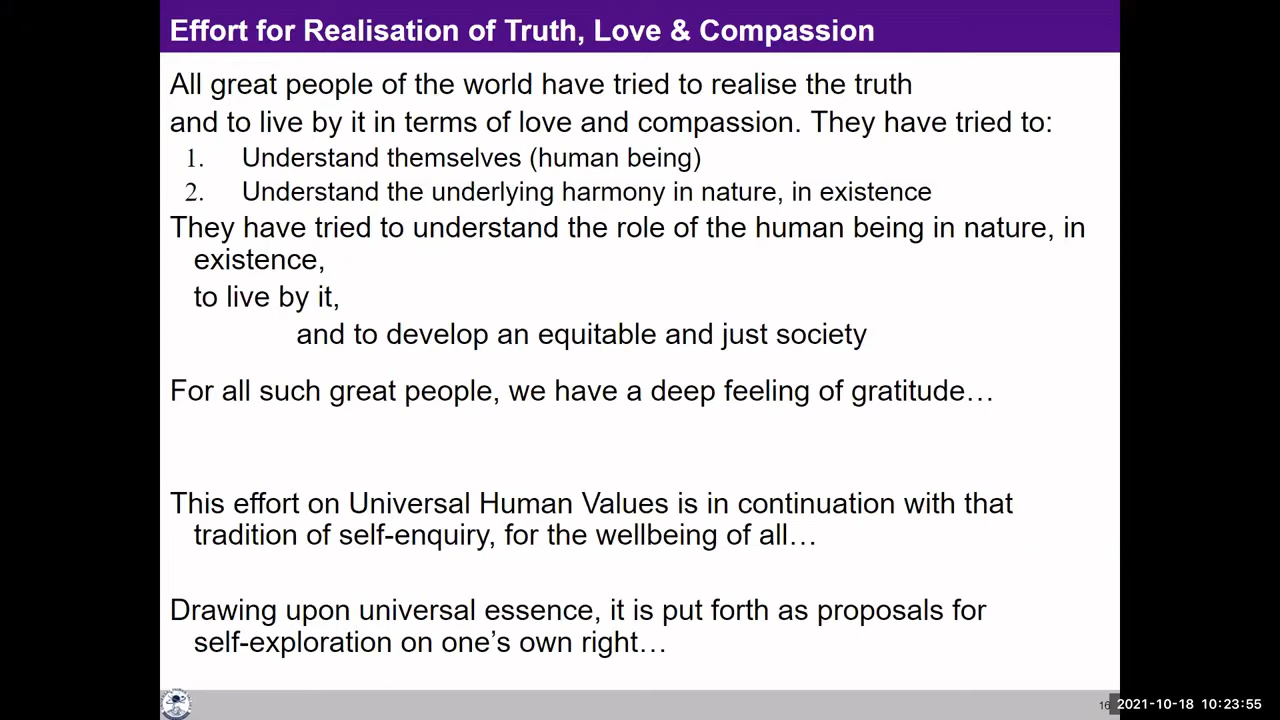 Effort for Realisation of Truth, Love & Compassion
All great people of the world have tried to realise the truth
and to live by it in terms of love and compassion. They have tried to:
1. Understand themselves (human being)
2. Understand the underlying harmony in nature, in existence
They have tried to understand the role of the human being in nature, in
existence,
to live by it,
and to develop an equitable and just society
For all such great people, we have a deep feeling of gratitude…
This effort on Universal Human Values is in continuation with that
tradition of self-enquiry, for the wellbeing of all…
Drawing upon universal essence, it is put forth as proposals for
self-exploration on one’s own right…
16
2021-10-18 10:23:55